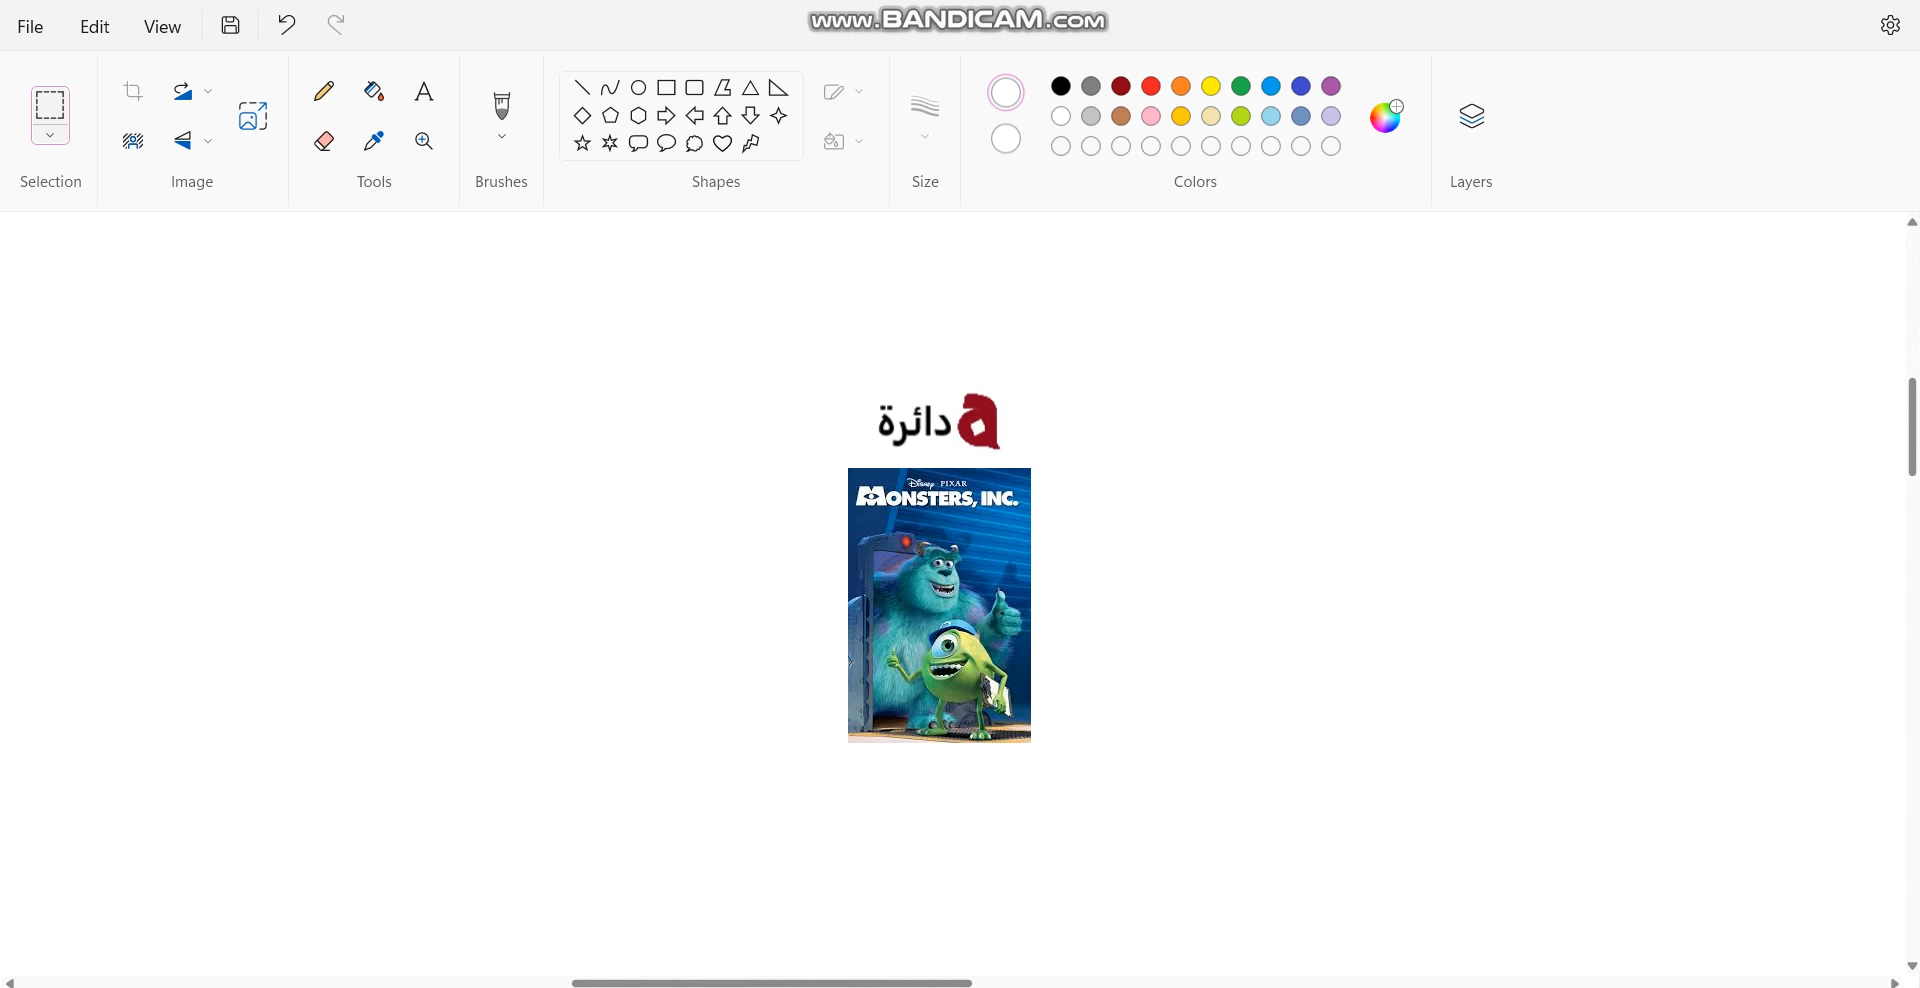 www.BANDICAM.com
File Edit View
Selection Image Tools Brushes Shapes Size Colors Layers
a دائرة
Disney · PIXAR
MONSTERS, INC.